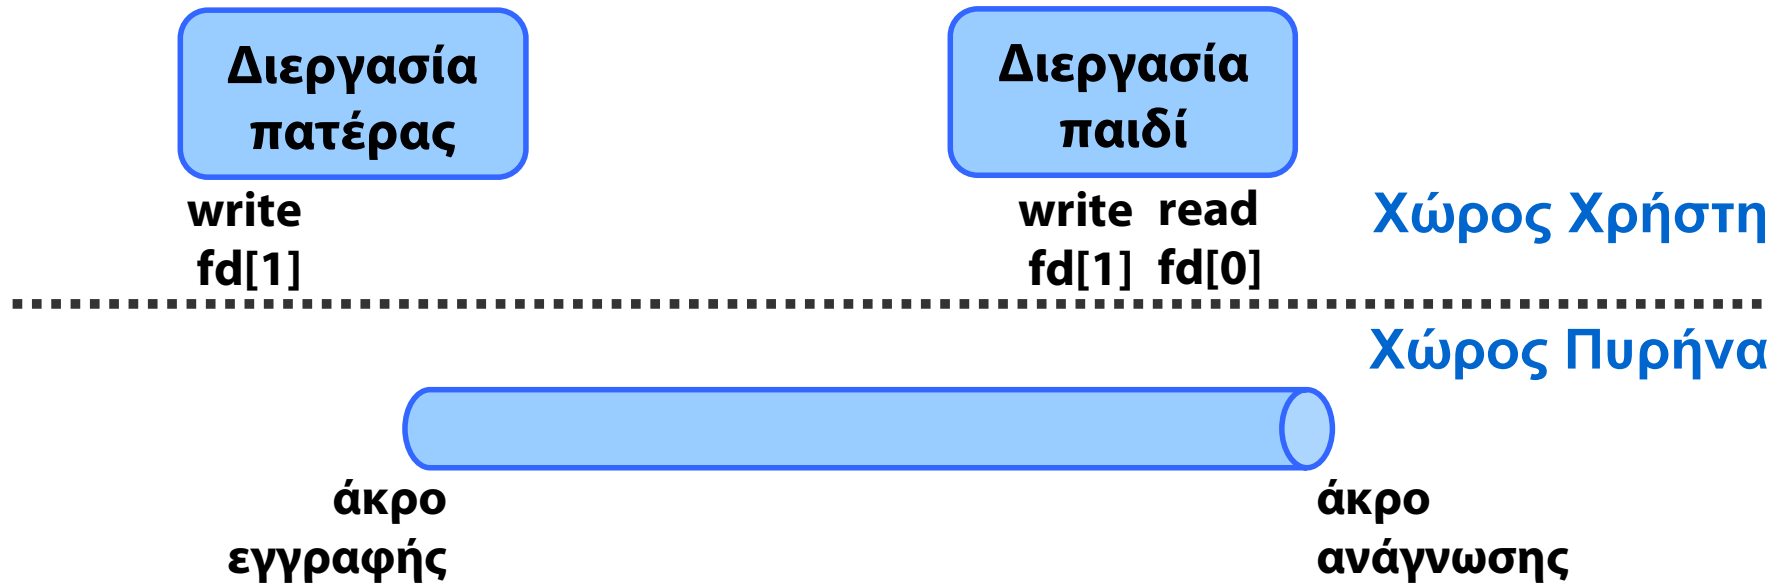 Διεργασία
πατέρας
Διεργασία
παιδί
write
fd[1]
write read
fd[1] fd[0]
Χώρος Χρήστη
Χώρος Πυρήνα
άκρο
εγγραφής
άκρο
ανάγνωσης